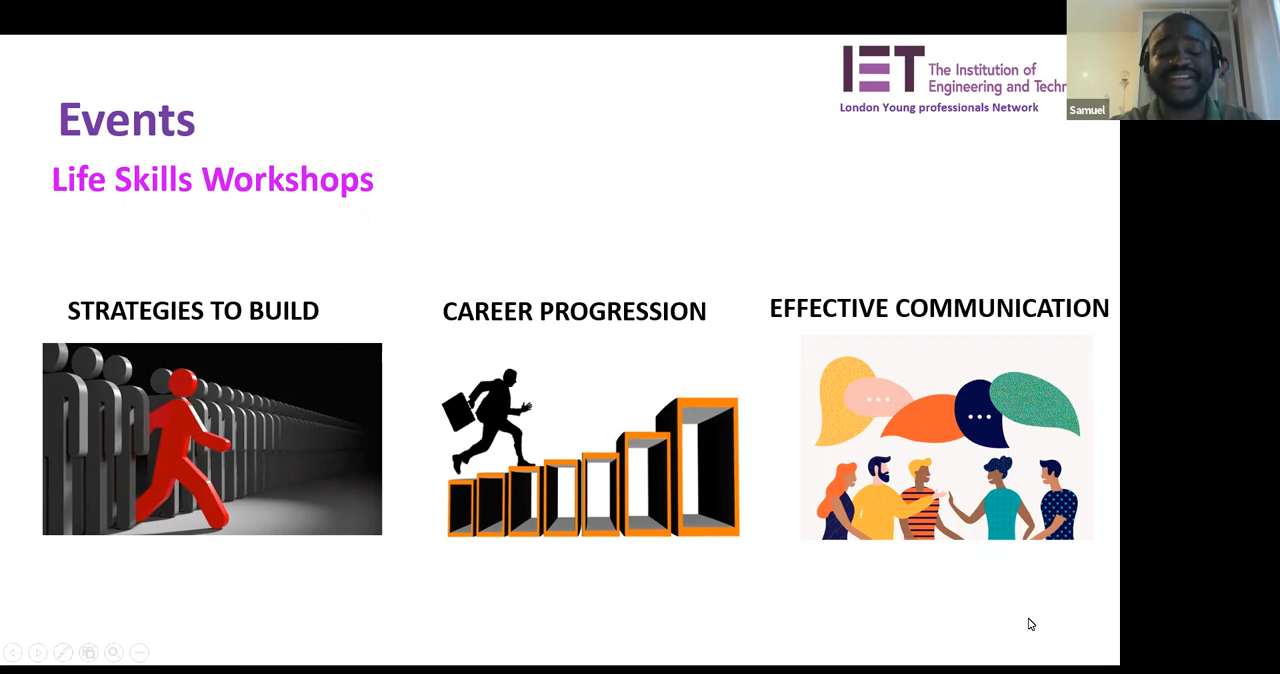 Events
Life Skills Workshops
IET The Institution of
Engineering and Techn
London Young professionals Network
Samuel
STRATEGIES TO BUILD
CAREER PROGRESSION
EFFECTIVE COMMUNICATION